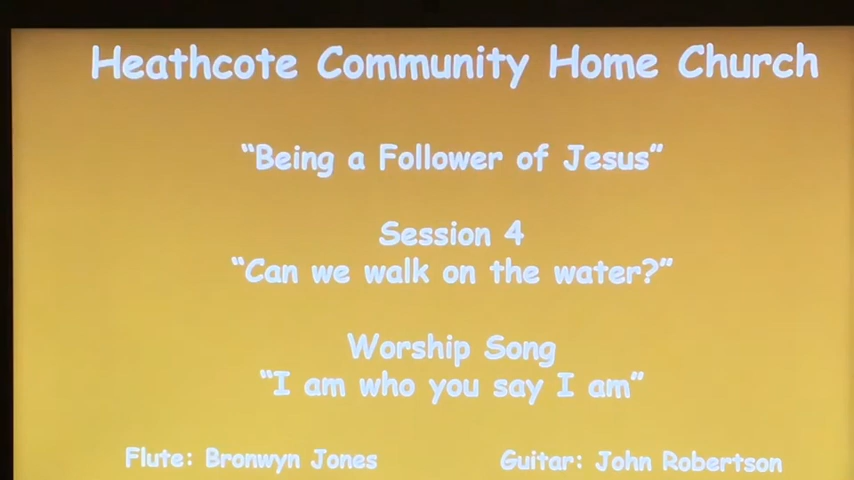 Heathcote Community Home Church
“Being a Follower of Jesus”
Session 4
“Can we walk on the water?”
Worship Song
“I am who you say I am”
Flute: Bronwyn Jones
Guitar: John Robertson